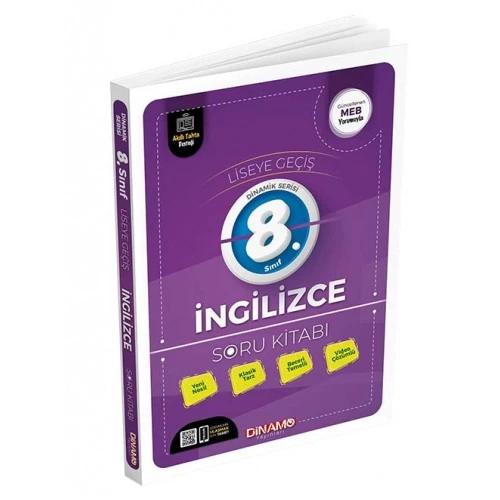 DİNAMİK SERİSİ
8. Sınıf
LİSEYE GEÇİŞ
İNGİLİZCE
SORU KİTABI
DİNAMO
Akıllı Tahta
Desteği
Güncellenen
MEB
Yorumuyla
LİSEYE GEÇİŞ
DİNAMİK SERİSİ
8.
Sınıf
İNGİLİZCE
SORU KİTABI
Yeni
Nesil
Klasik
Tarz
Beceri
Temelli
Video
Çözümlü
DİNAMO
Yayınları